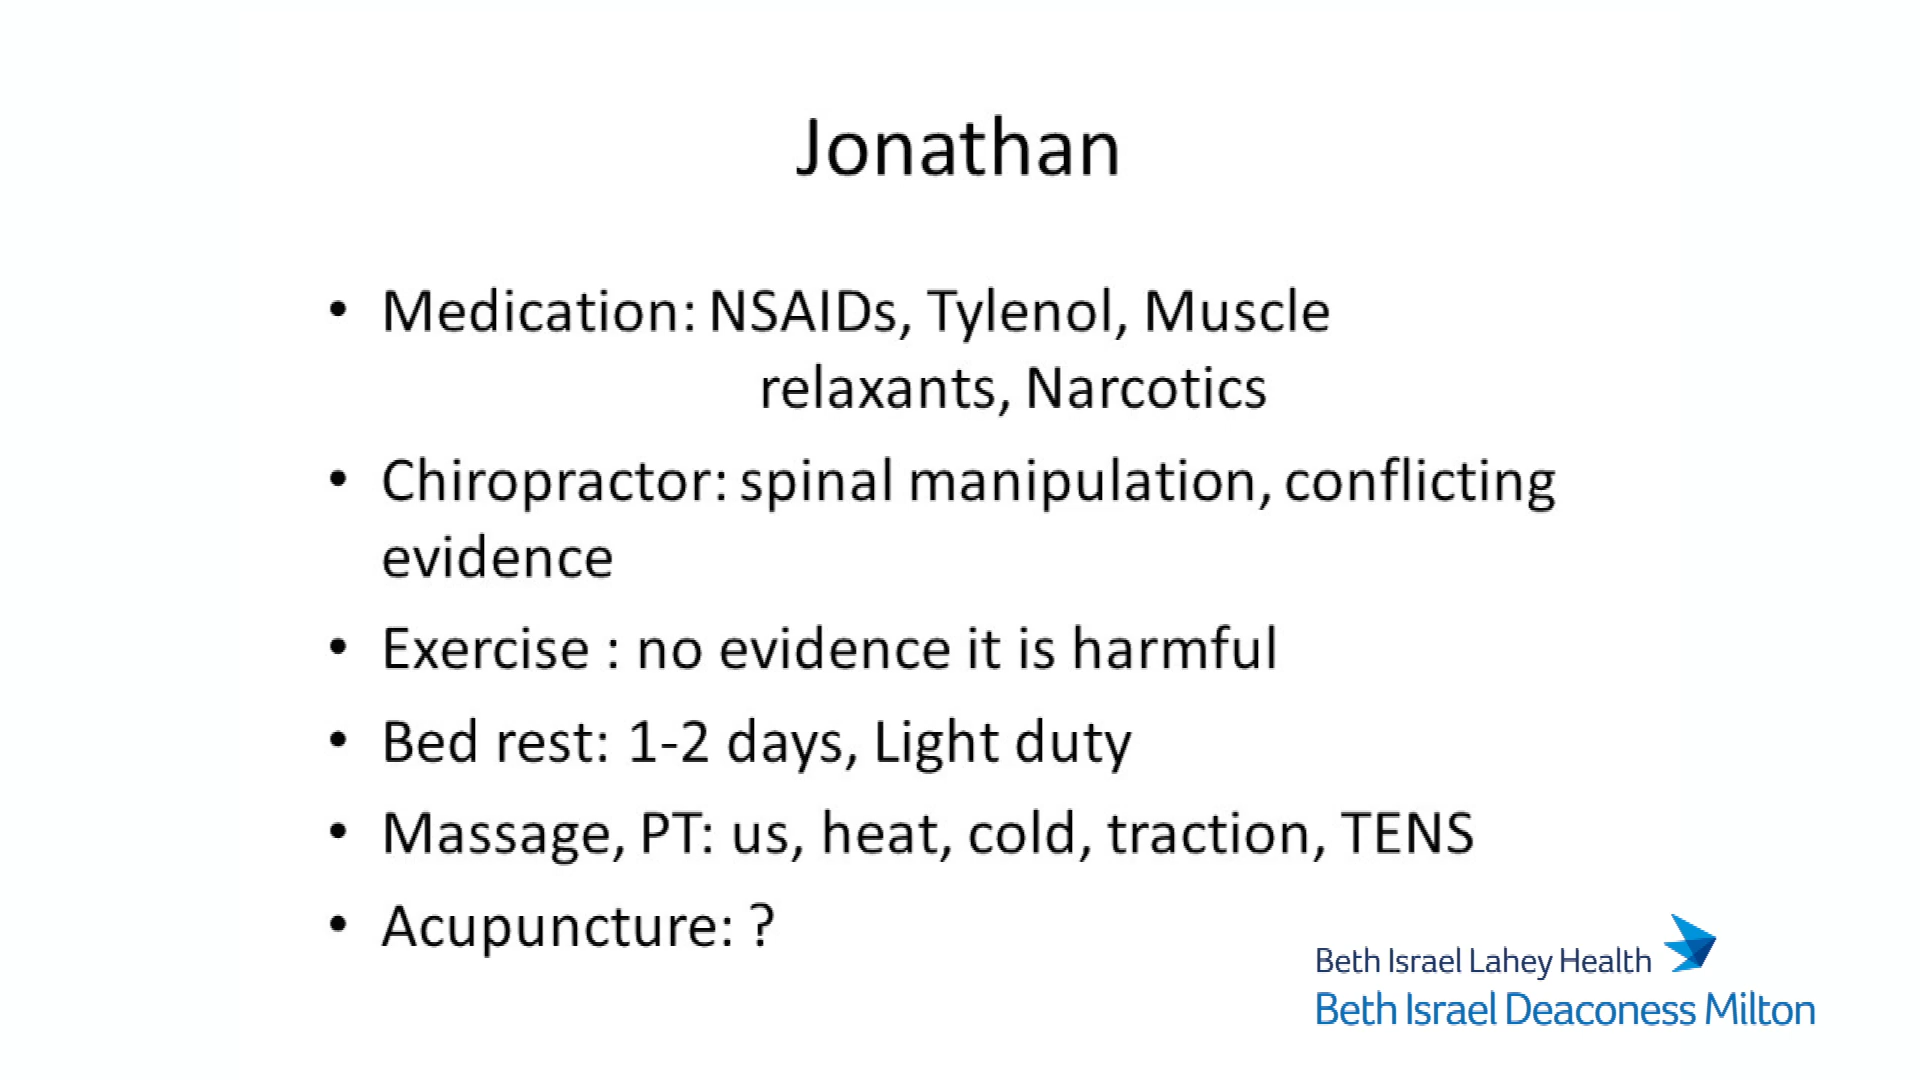 Jonathan
• Medication: NSAIDs, Tylenol, Muscle
relaxants, Narcotics
• Chiropractor: spinal manipulation, conflicting
evidence
• Exercise : no evidence it is harmful
• Bed rest: 1-2 days, Light duty
• Massage, PT: us, heat, cold, traction, TENS
• Acupuncture: ?
Beth Israel Lahey Health
Beth Israel Deaconess Milton